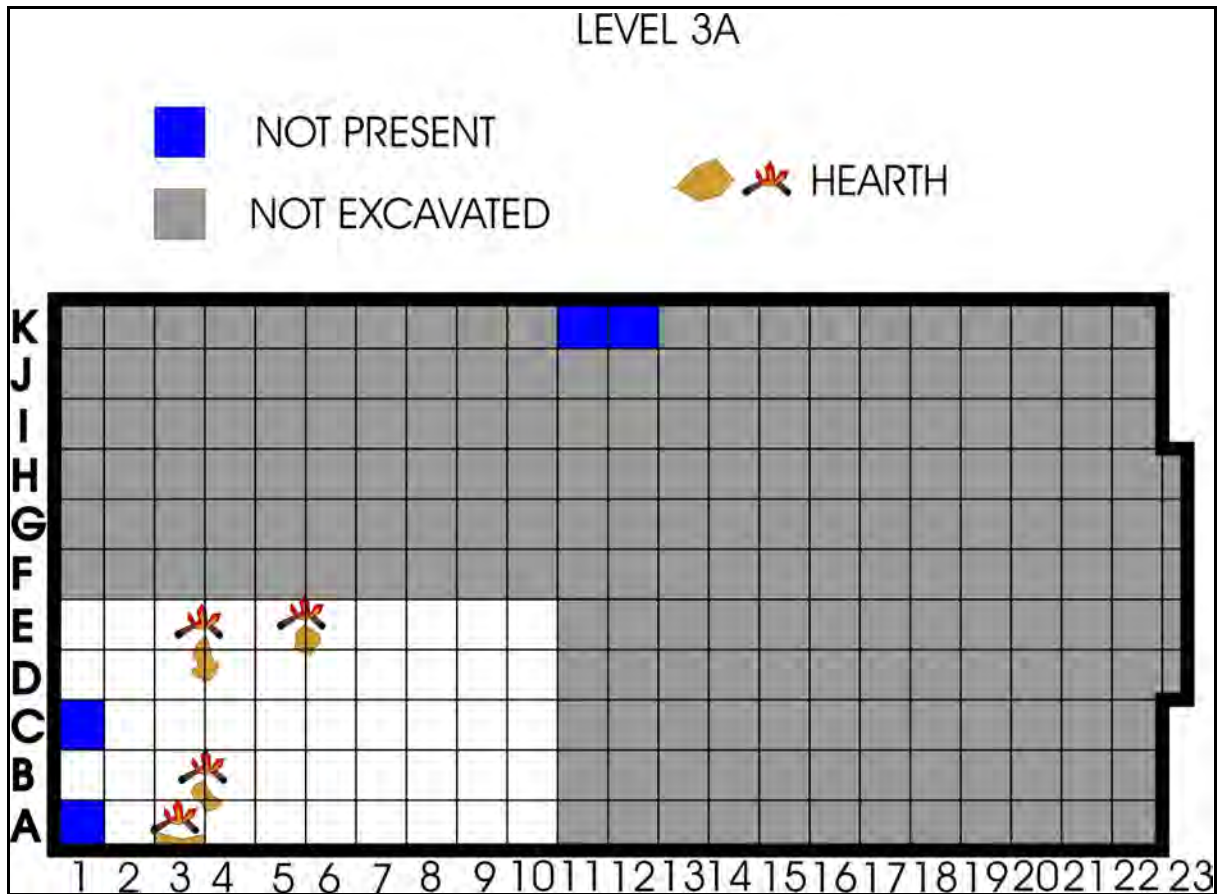 LEVEL 3A
NOT PRESENT
HEARTH
NOT EXCAVATED
K
J
I
H
G
F
E
D
C
B
A
1 2 3 4 5 6 7 8 9 10 11 12 13 14 15 16 17 18 19 20 21 22 23